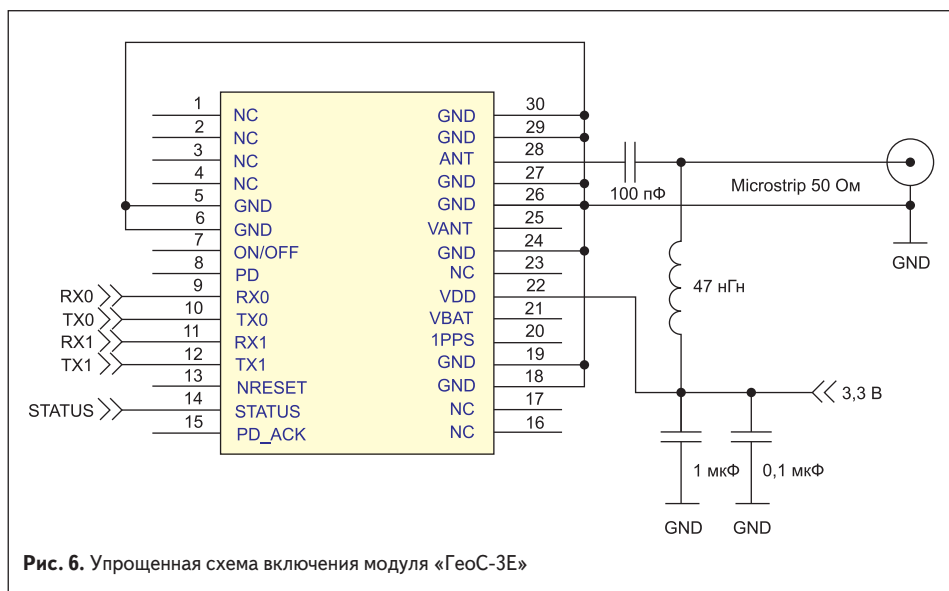 1 NC GND 30
2 NC GND 29
3 NC ANT 28
4 NC GND 27
5 GND GND 26
6 GND VANT 25
7 ON/OFF GND 24
8 PD NC 23
RX0 9 RX0 VDD 22
TX0 10 TX0 VBAT 21
RX1 11 RX1 1PPS 20
TX1 12 TX1 GND 19
13 NRESET GND 18
STATUS 14 STATUS NC 17
15 PD_ACK NC 16
100 пФ
Microstrip 50 Ом
GND
47 нГн
3,3 В
1 мкФ
0,1 мкФ
GND
GND
Рис. 6. Упрощенная схема включения модуля «ГеоС-3Е»